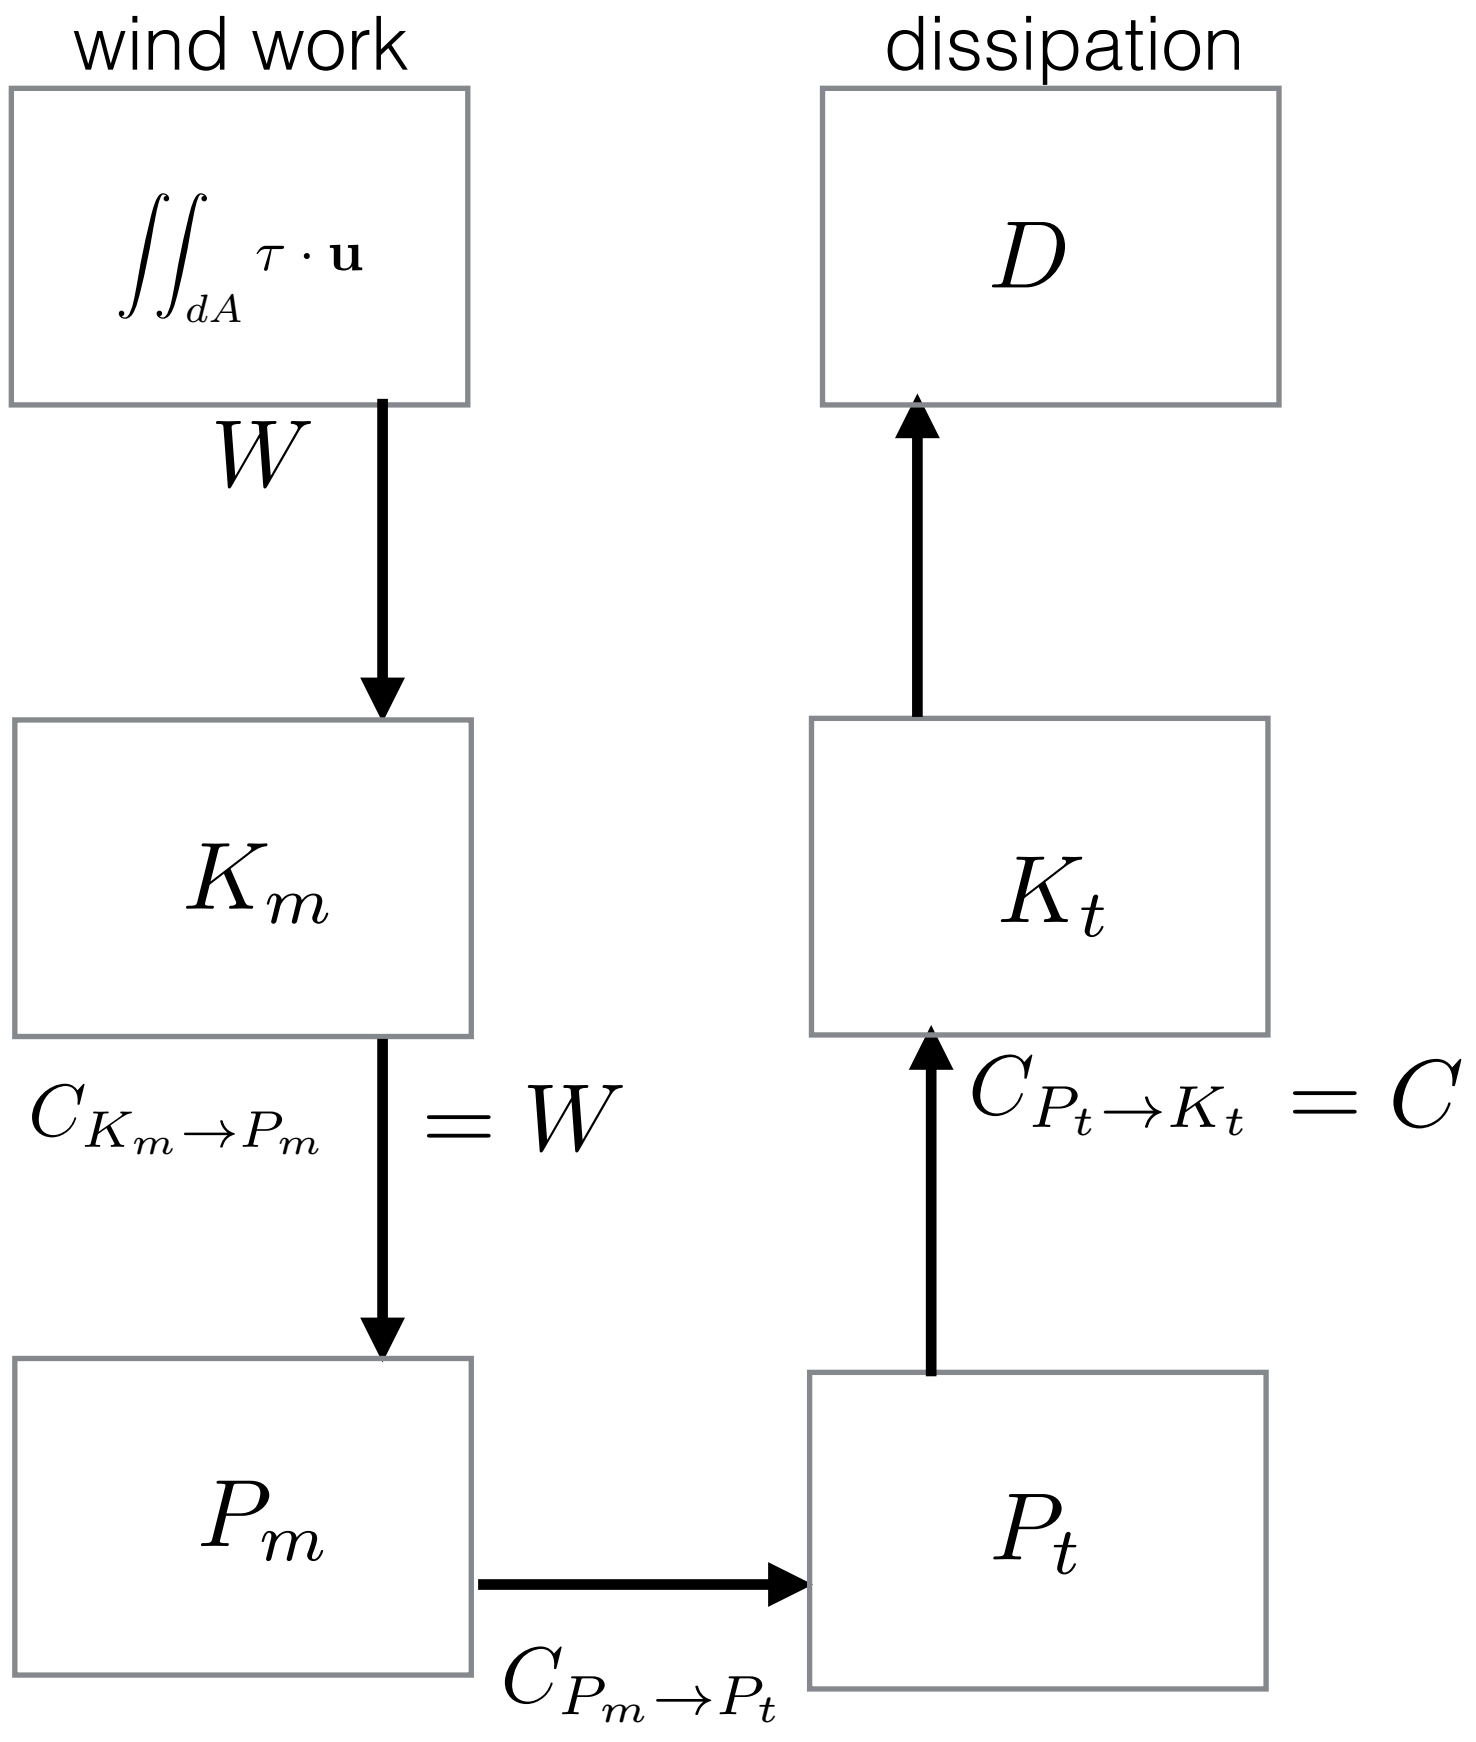 wind work
dissipation
∬_{dA} τ · **u**
D
W
K_m
K_t
C_{K_m→P_m} = W
C_{P_t→K_t} = C
P_m
P_t
C_{P_m→P_t}